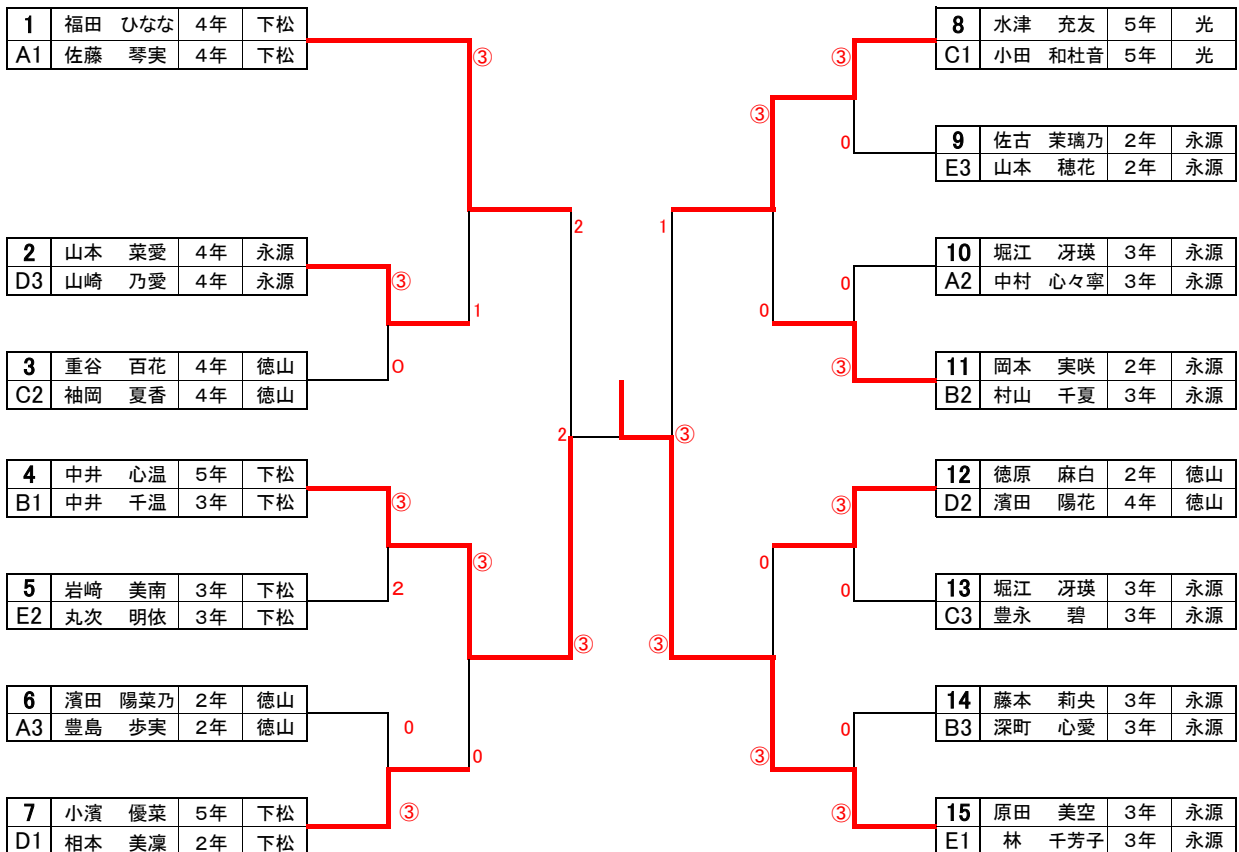 1 福田 ひなな 4年 下松
A1 佐藤 琴実 4年 下松
③
2 山本 菜愛 4年 永源
D3 山崎 乃愛 4年 永源
③
1
3 重谷 百花 4年 徳山
C2 袖岡 夏香 4年 徳山
0
2
4 中井 心温 5年 下松
B1 中井 千温 3年 下松
③
③
5 岩﨑 美南 3年 下松
E2 丸次 明依 3年 下松
2
6 濱田 陽菜乃 2年 徳山
A3 豊島 歩実 2年 徳山
0
0
7 小濱 優菜 5年 下松
D1 相本 美凜 2年 下松
③
③
2
8 水津 充友 5年 光
C1 小田 和杜音 5年 光
③
③
9 佐古 茉璃乃 2年 永源
E3 山本 穂花 2年 永源
0
1
10 堀江 冴瑛 3年 永源
A2 中村 心々寧 3年 永源
0
0
11 岡本 実咲 2年 永源
B2 村山 千夏 3年 永源
③
③
12 徳原 麻白 2年 徳山
D2 濱田 陽花 4年 徳山
③
0
13 堀江 冴瑛 3年 永源
C3 豊永 碧 3年 永源
0
③
14 藤本 莉央 3年 永源
B3 深町 心愛 3年 永源
0
③
15 原田 美空 3年 永源
E1 林 千芳子 3年 永源
③